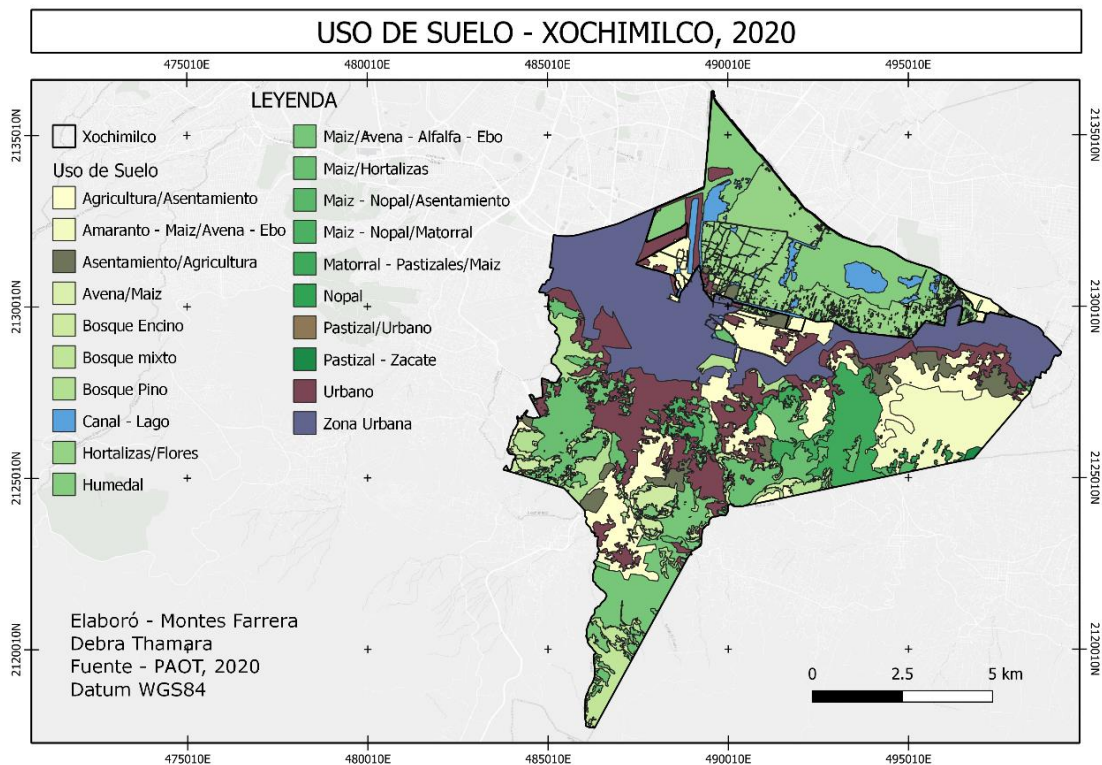 USO DE SUELO - XOCHIMILCO, 2020
475010E
480010E
485010E
490010E
495010E
LEYENDA
Xochimilco
Uso de Suelo
Agricultura/Asentamiento
Amaranto - Maiz/Avena - Ebo
Asentamiento/Agricultura
Avena/Maiz
Bosque Encino
Bosque mixto
Bosque Pino
Canal - Lago
Hortalizas/Flores
Humedal
Maiz/Avena - Alfalfa - Ebo
Maiz/Hortalizas
Maiz - Nopal/Asentamiento
Maiz - Nopal/Matorral
Matorral - Pastizales/Maiz
Nopal
Pastizal/Urbano
Pastizal - Zacate
Urbano
Zona Urbana
2135010N
2130010N
2125010N
2120010N
2135010N
2130010N
2125010N
2120010N
Elaboró - Montes Farrera
Debra Thamara
Fuente - PAOT, 2020
Datum WGS84
0 2.5 5 km
475010E
480010E
485010E
490010E
495010E